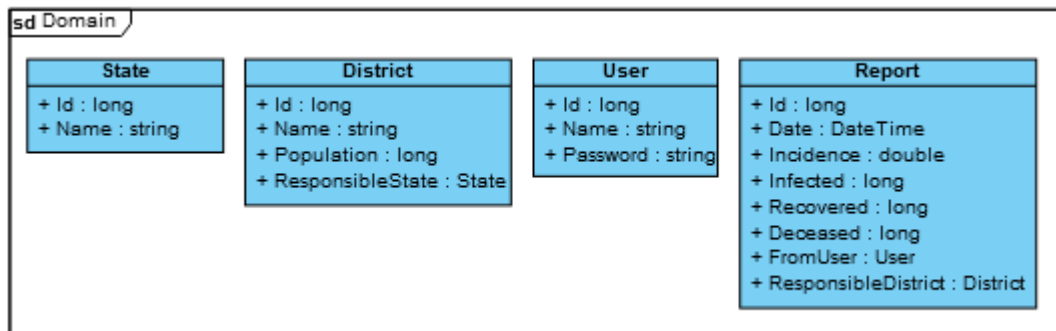 sd Domain
State
+ Id : long
+ Name : string
District
+ Id : long
+ Name : string
+ Population : long
+ ResponsibleState : State
User
+ Id : long
+ Name : string
+ Password : string
Report
+ Id : long
+ Date : DateTime
+ Incidence : double
+ Infected : long
+ Recovered : long
+ Deceased : long
+ FromUser : User
+ ResponsibleDistrict : District